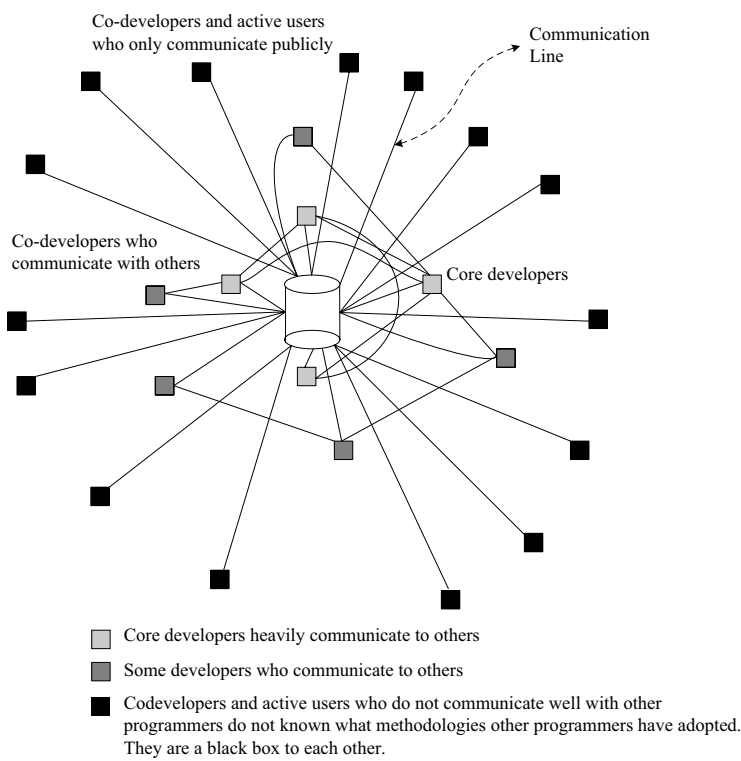 Co-developers and active users
who only communicate publicly
Communication
Line
Co-developers who
communicate with others
Core developers
Core developers heavily communicate to others
Some developers who communicate to others
Codevelopers and active users who do not communicate well with other
programmers do not known what methodologies other programmers have adopted.
They are a black box to each other.